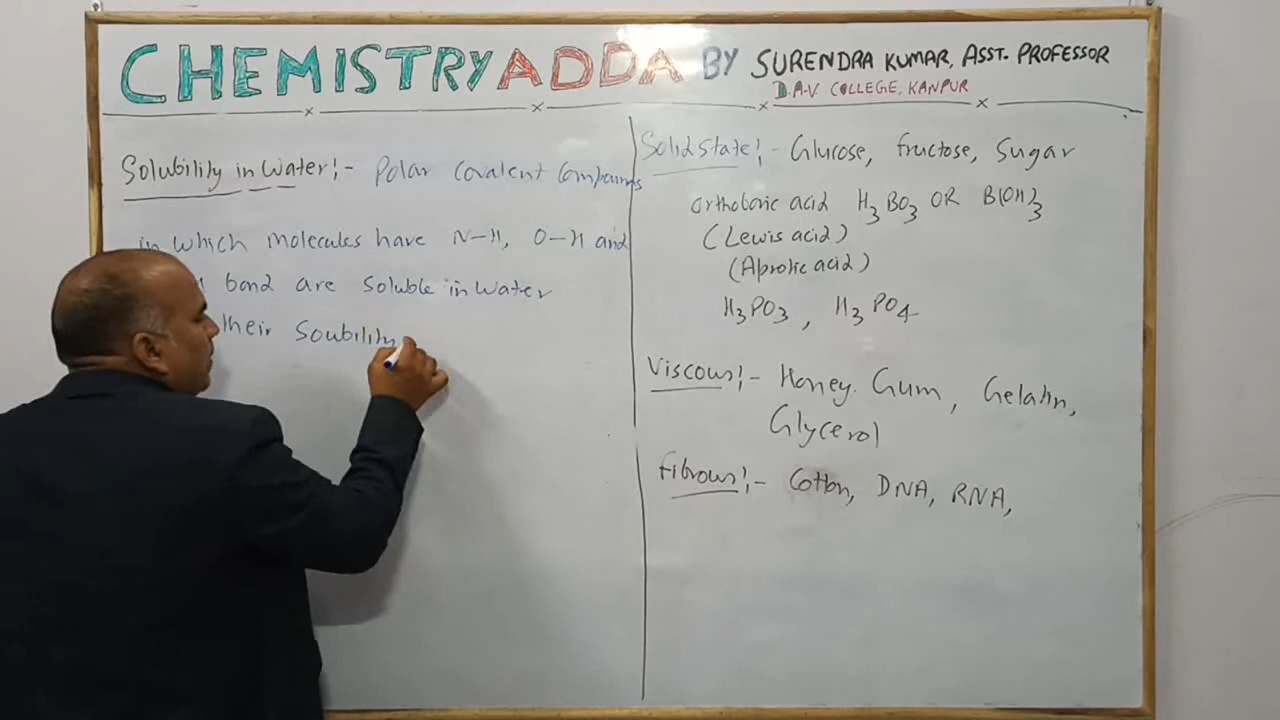 CHEMISTRY ADDA BY SURENDRA KUMAR, ASST. PROFESSOR
D.A.V COLLEGE, KANPUR
Solubility in Water:- Polar Covalent Compounds
in which molecules have N-H, O-H and
bond are soluble in water
their Soubility
Solid state:- Glucose, fructose, Sugar
orthoboric acid H3BO3 OR B(OH)3
(Lewis acid)
(Aprotic acid)
H3PO3, H3PO4
Viscous:- Honey. Gum, Gelatin,
Glycerol
Fibrous:- Cotton, DNA, RNA,